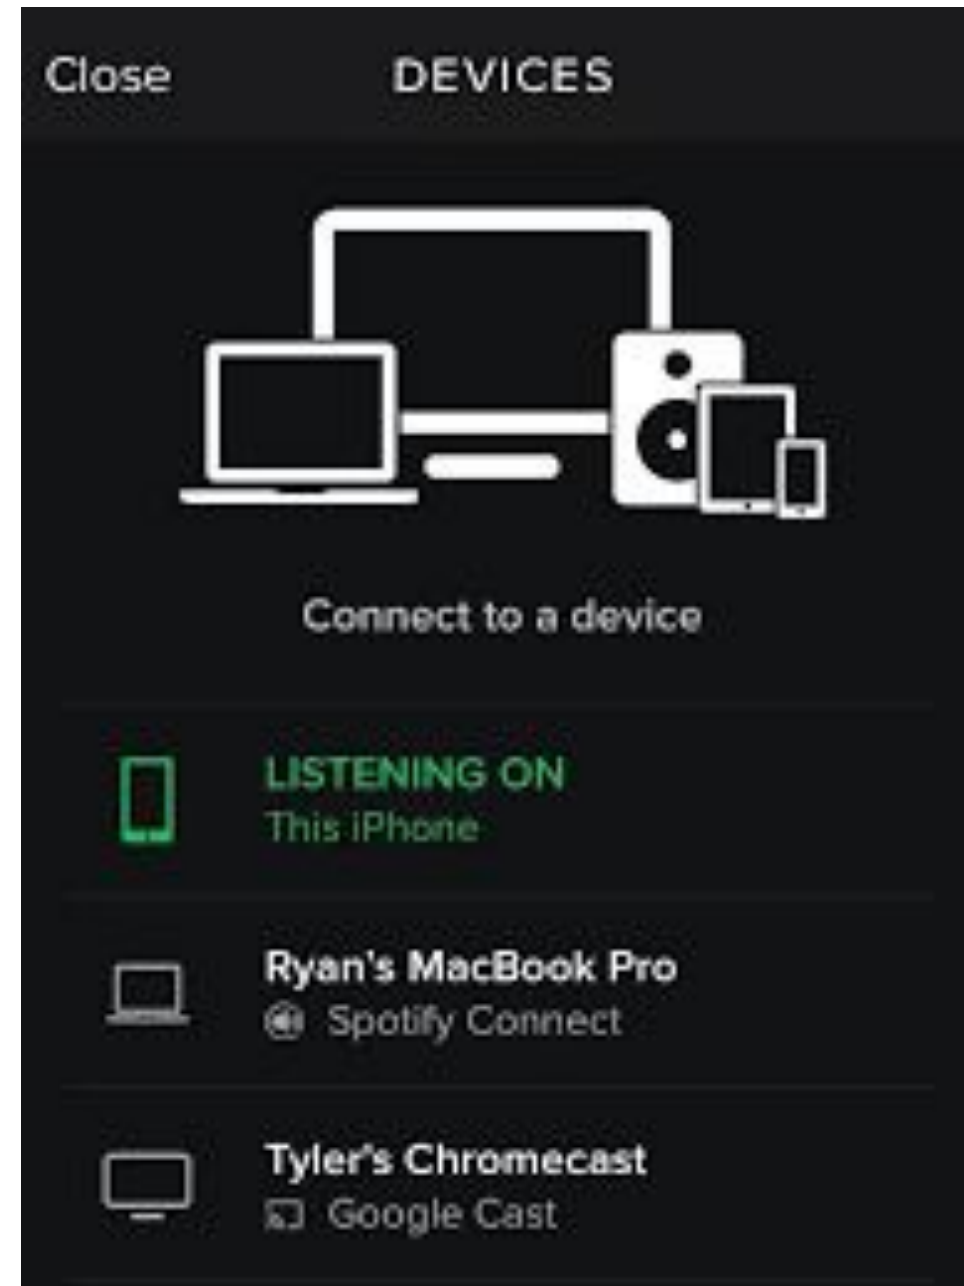 Close
DEVICES
Connect to a device
LISTENING ON
This iPhone
Ryan's MacBook Pro
Spotify Connect
Tyler's Chromecast
Google Cast